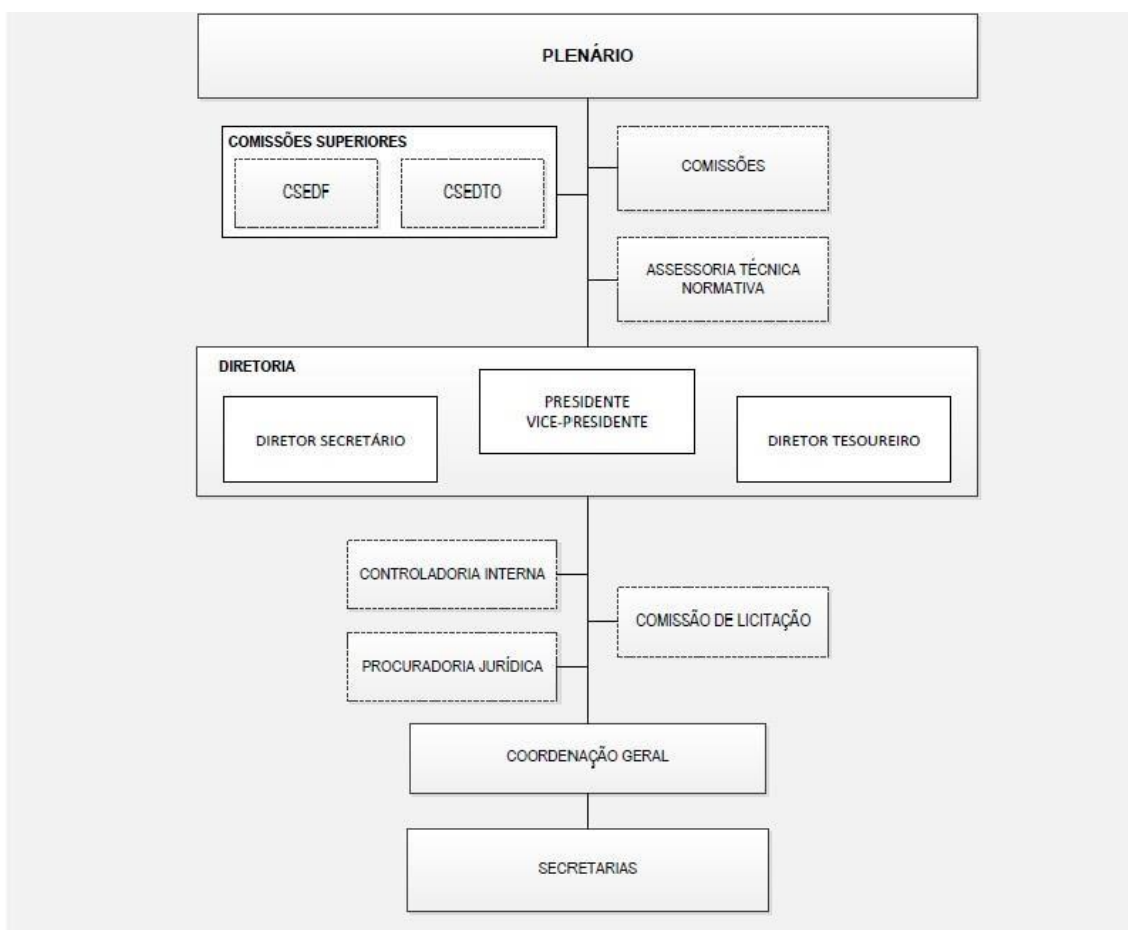 PLENÁRIO
COMISSÕES SUPERIORES
CSEDF
CSEDTO
COMISSÕES
ASSESSORIA TÉCNICA
NORMATIVA
DIRETORIA
PRESIDENTE
VICE-PRESIDENTE
DIRETOR SECRETÁRIO
DIRETOR TESOUREIRO
CONTROLADORIA INTERNA
COMISSÃO DE LICITAÇÃO
PROCURADORIA JURÍDICA
COORDENAÇÃO GERAL
SECRETARIAS